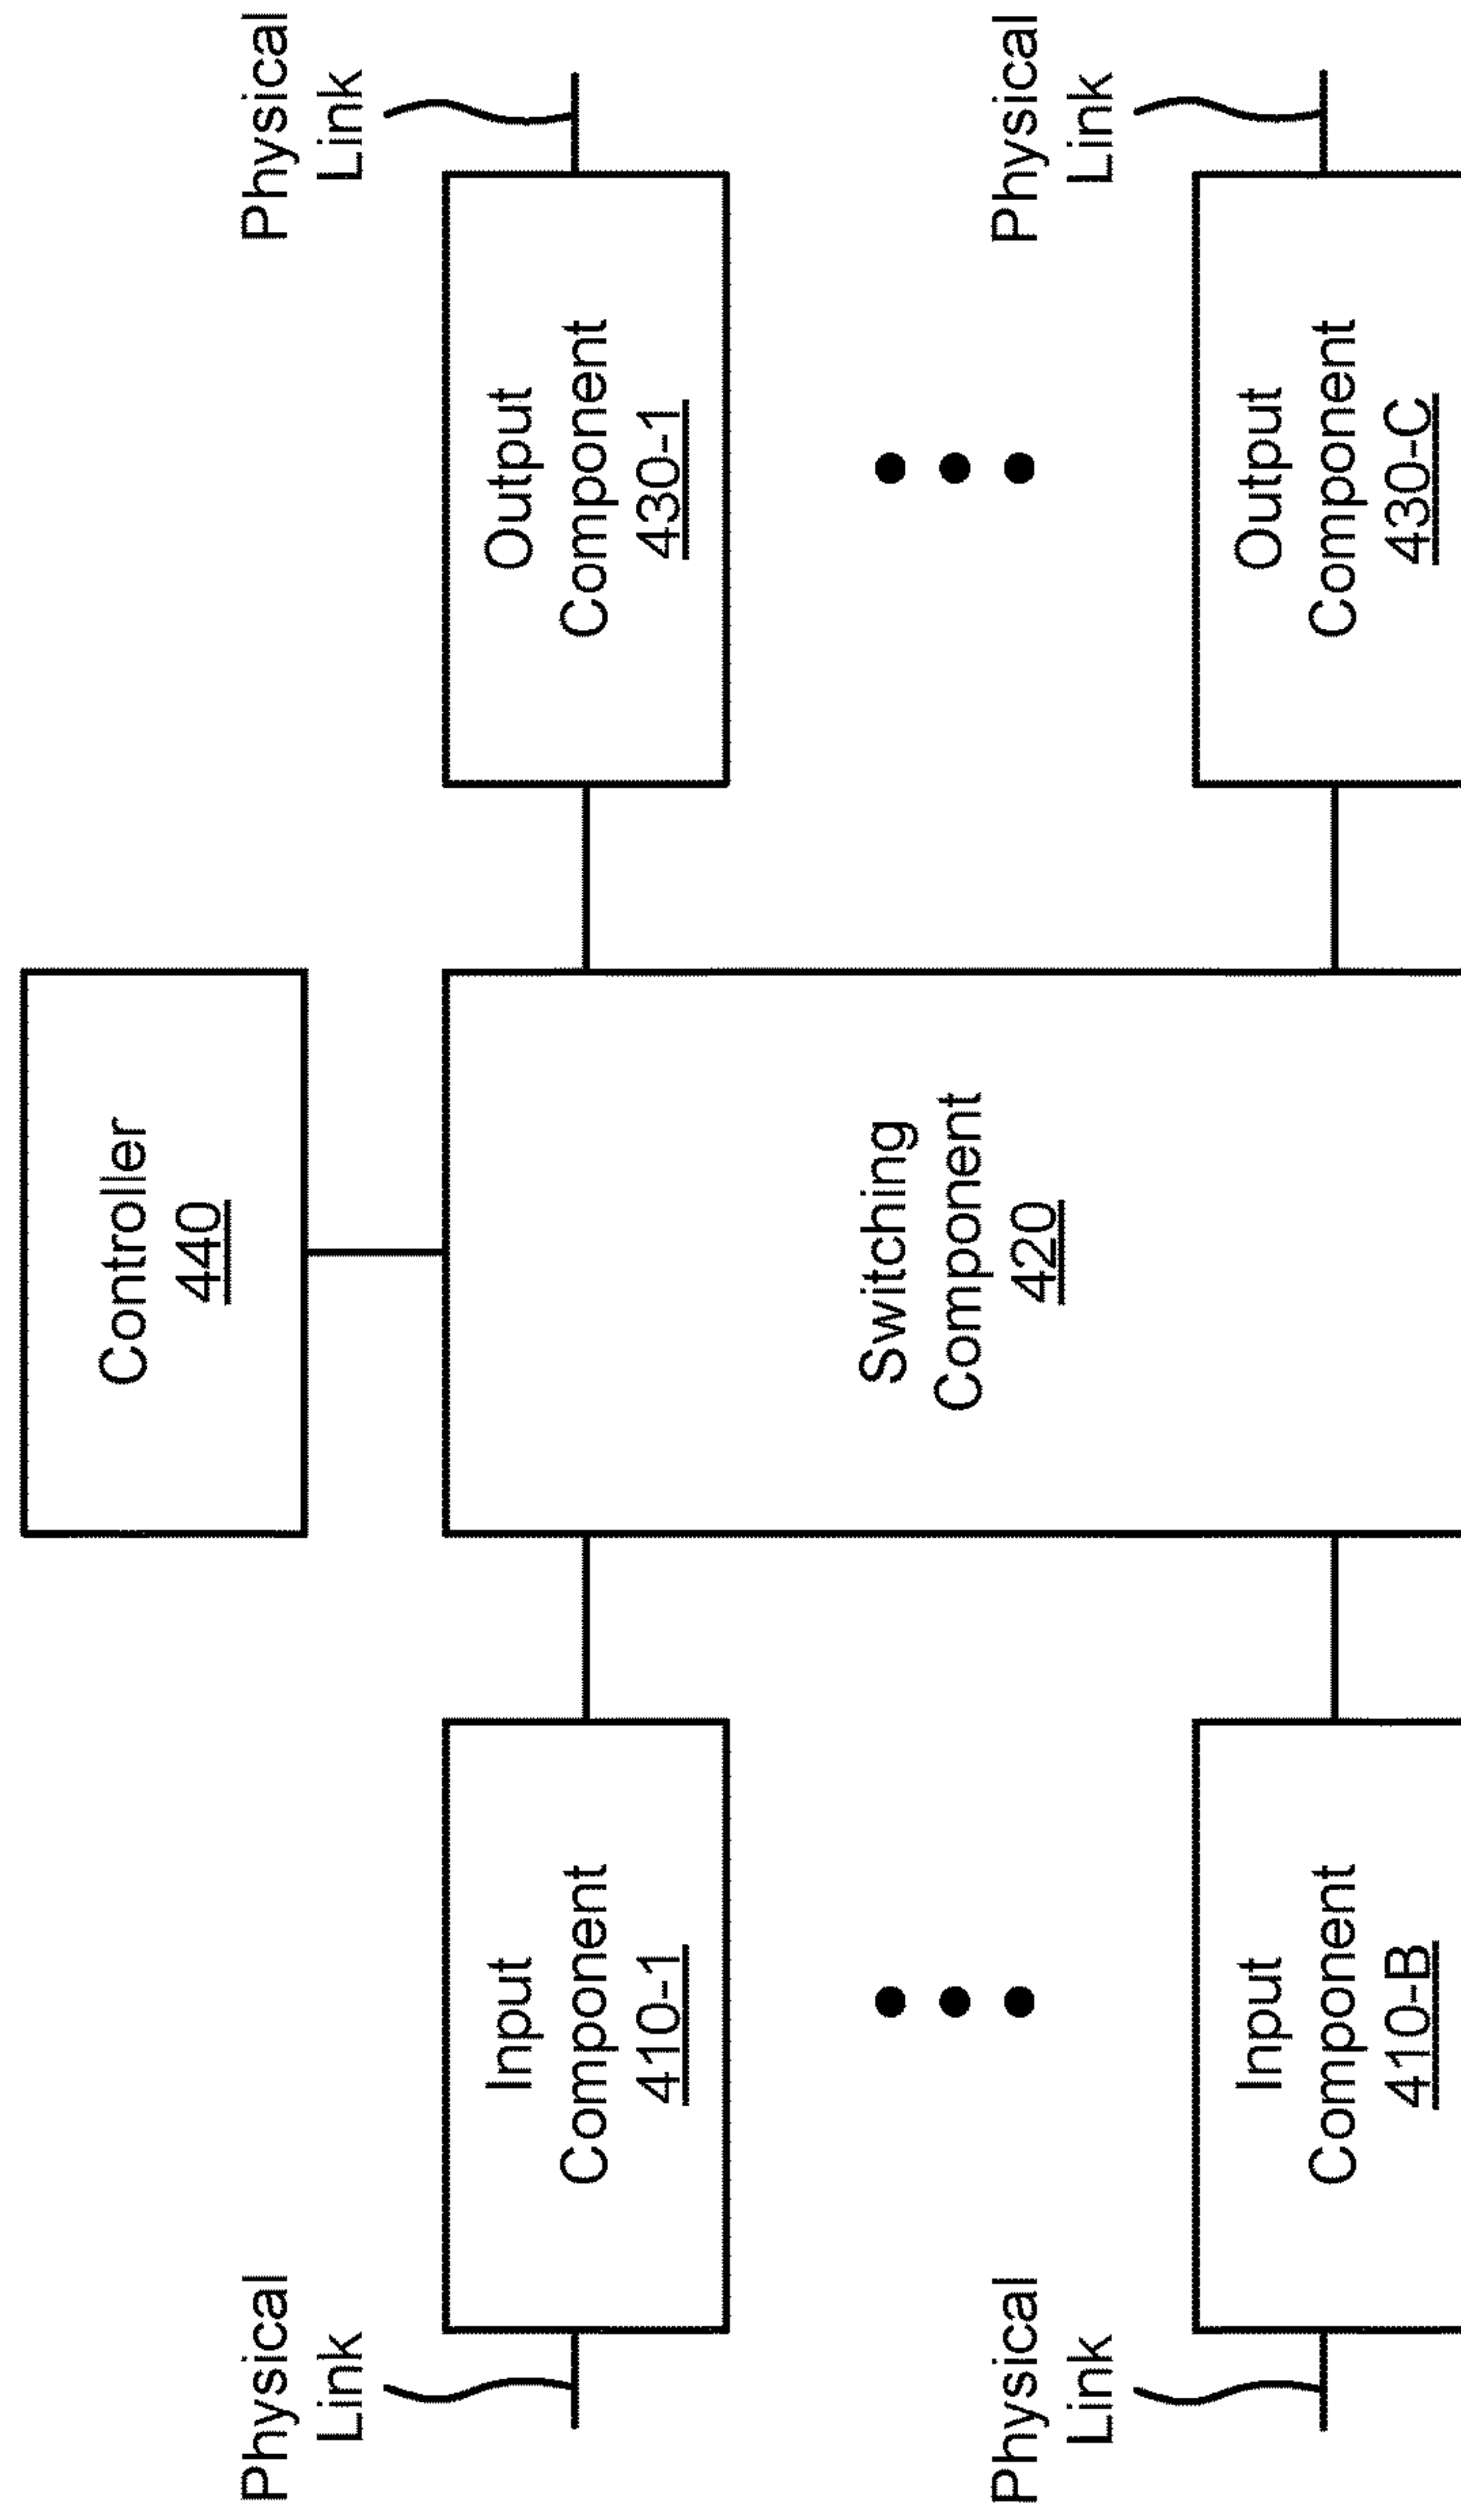 Controller
440
Physical
Link
Input
Component
410-1
Switching
Component
420
Output
Component
430-1
Physical
Link
Physical
Link
Input
Component
410-B
Output
Component
430-C
Physical
Link